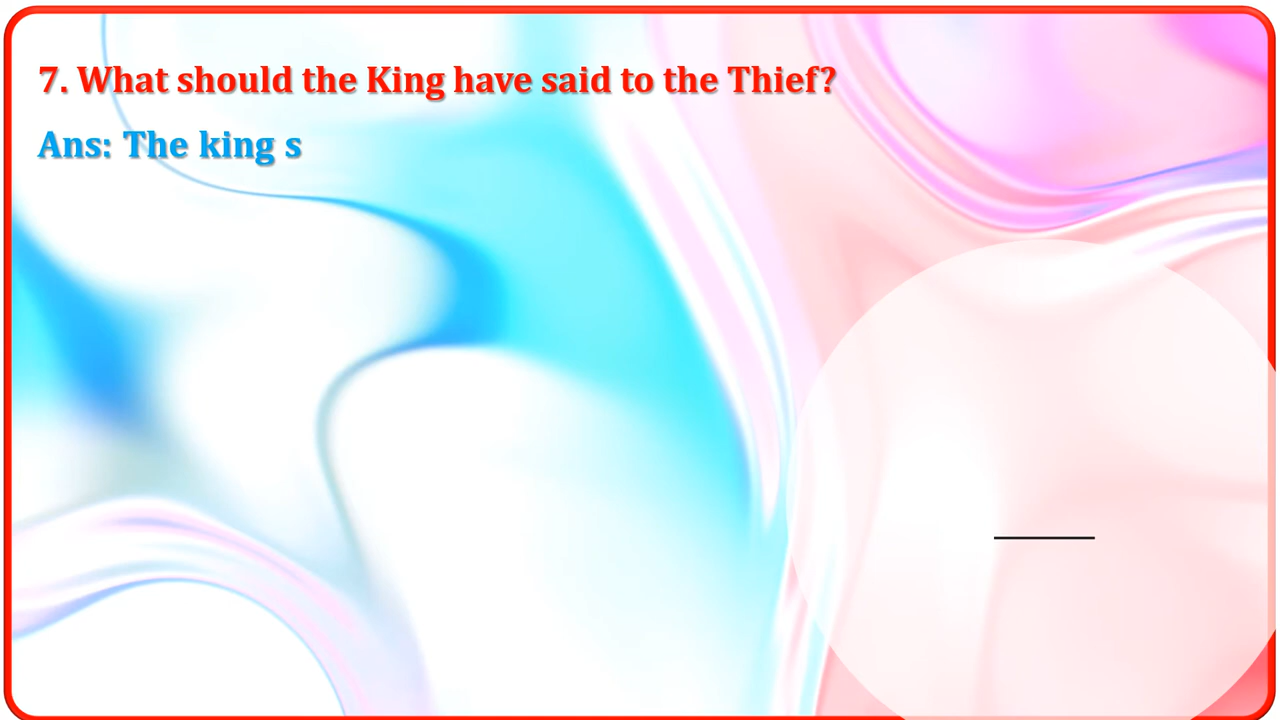 7. What should the King have said to the Thief?
Ans: The king s